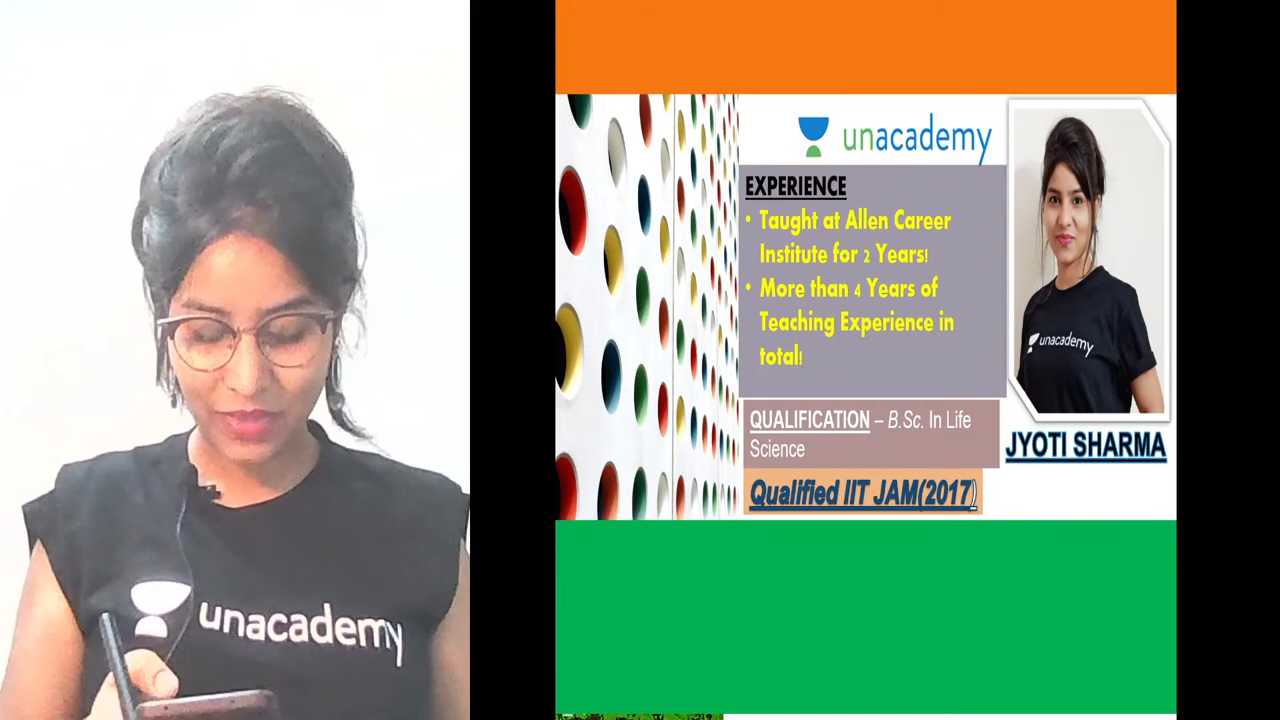 unacademy
unacademy
EXPERIENCE
• Taught at Allen Career
Institute for 2 Years!
• More than 4 Years of
Teaching Experience in
total!
unacademy
QUALIFICATION – B.Sc. In Life
Science
JYOTI SHARMA
Qualified IIT JAM(2017)